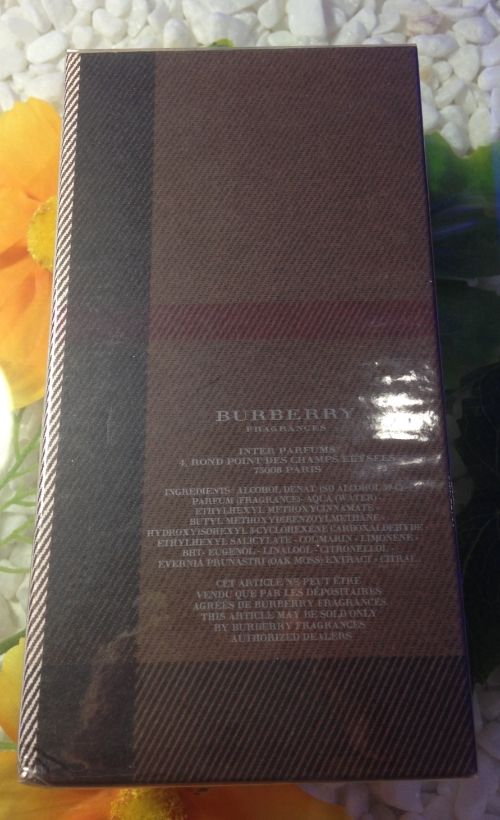 BURBERRY
FRAGRANCES
INTER PARFUMS
4, ROND POINT DES CHAMPS ELYSEES
75008 PARIS
INGREDIENTS : ALCOHOL DENAT. (SD ALCOHOL 39-C) -
PARFUM (FRAGRANCE) - AQUA (WATER) -
ETHYLHEXYL METHOXYCINNAMATE -
BUTYL METHOXYDIBENZOYLMETHANE -
HYDROXYISOHEXYL 3-CYCLOHEXENE CARBOXALDEHYDE -
ETHYLHEXYL SALICYLATE - COUMARIN - LIMONENE -
BHT - EUGENOL - LINALOOL - CITRONELLOL -
EVERNIA PRUNASTRI (OAK MOSS) EXTRACT - CITRAL
CET ARTICLE NE PEUT ÊTRE
VENDU QUE PAR LES DÉPOSITAIRES
AGRÉÉS DE BURBERRY FRAGRANCES
THIS ARTICLE MAY BE SOLD ONLY
BY BURBERRY FRAGRANCES
AUTHORIZED DEALERS